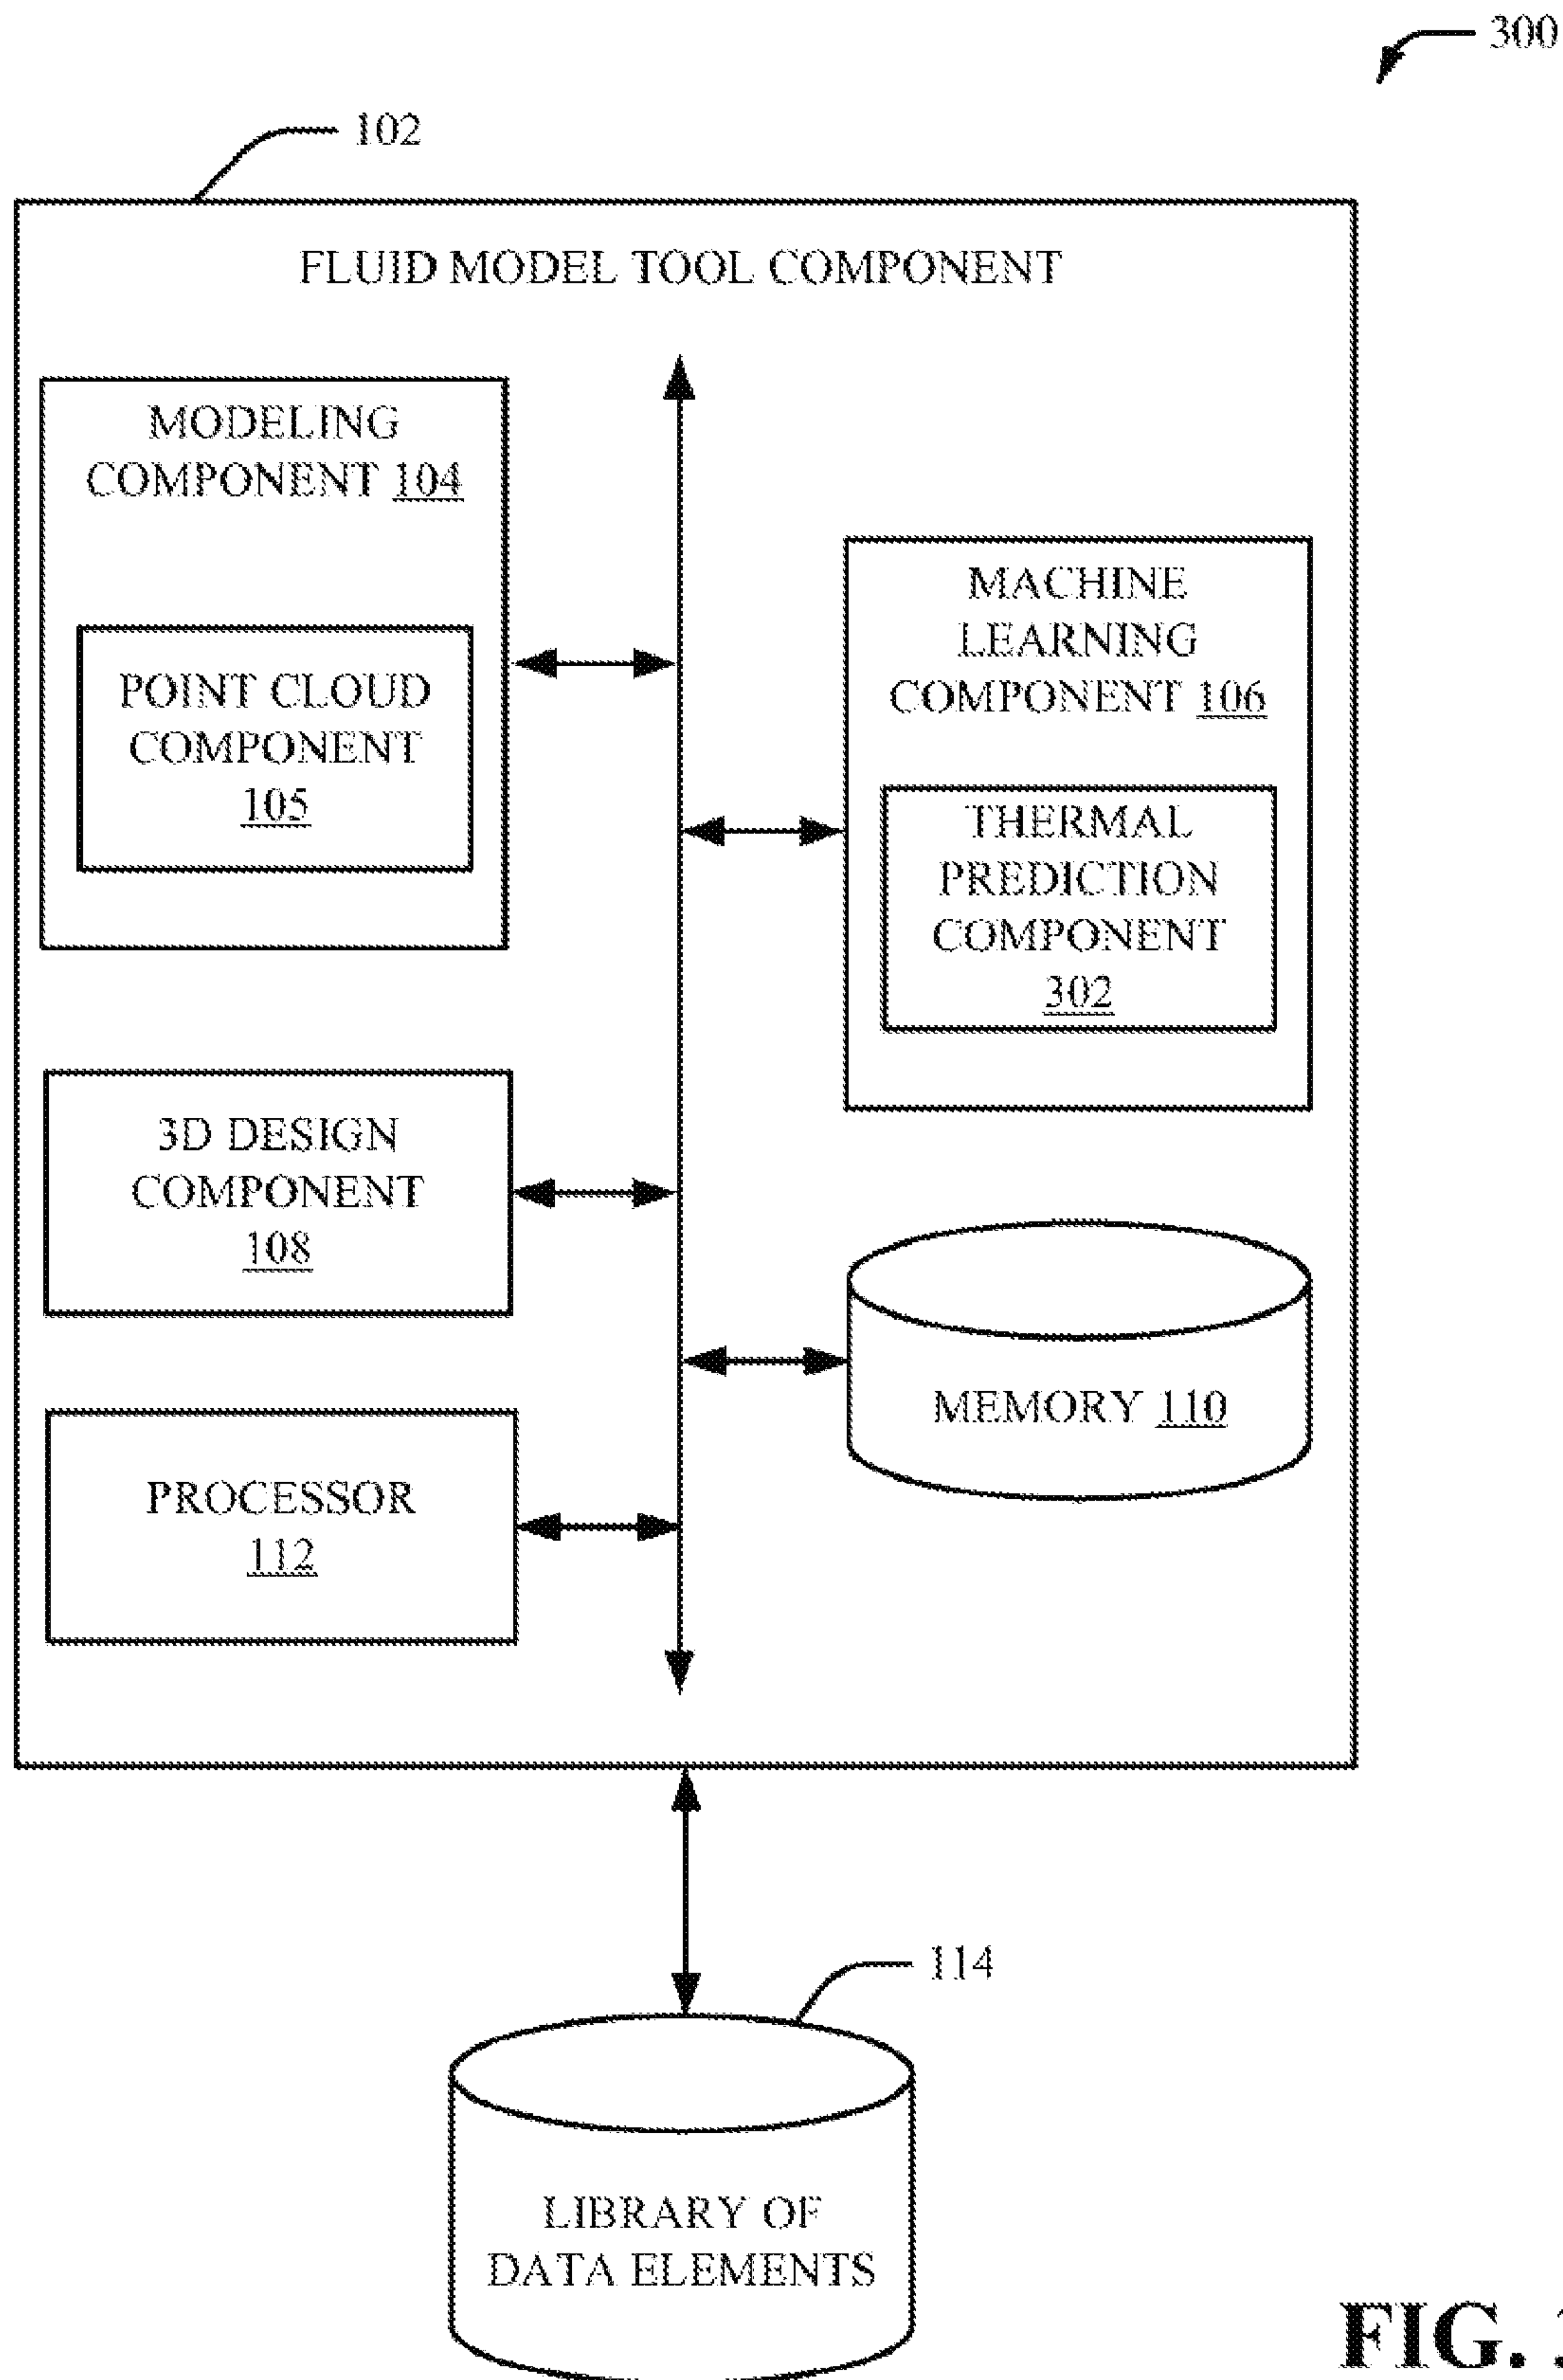 300
102
FLUID MODEL TOOL COMPONENT
MODELING
COMPONENT 104
POINT CLOUD
COMPONENT
105
MACHINE
LEARNING
COMPONENT 106
THERMAL
PREDICTION
COMPONENT
302
3D DESIGN
COMPONENT
108
MEMORY 110
PROCESSOR
112
114
LIBRARY OF
DATA ELEMENTS
FIG.